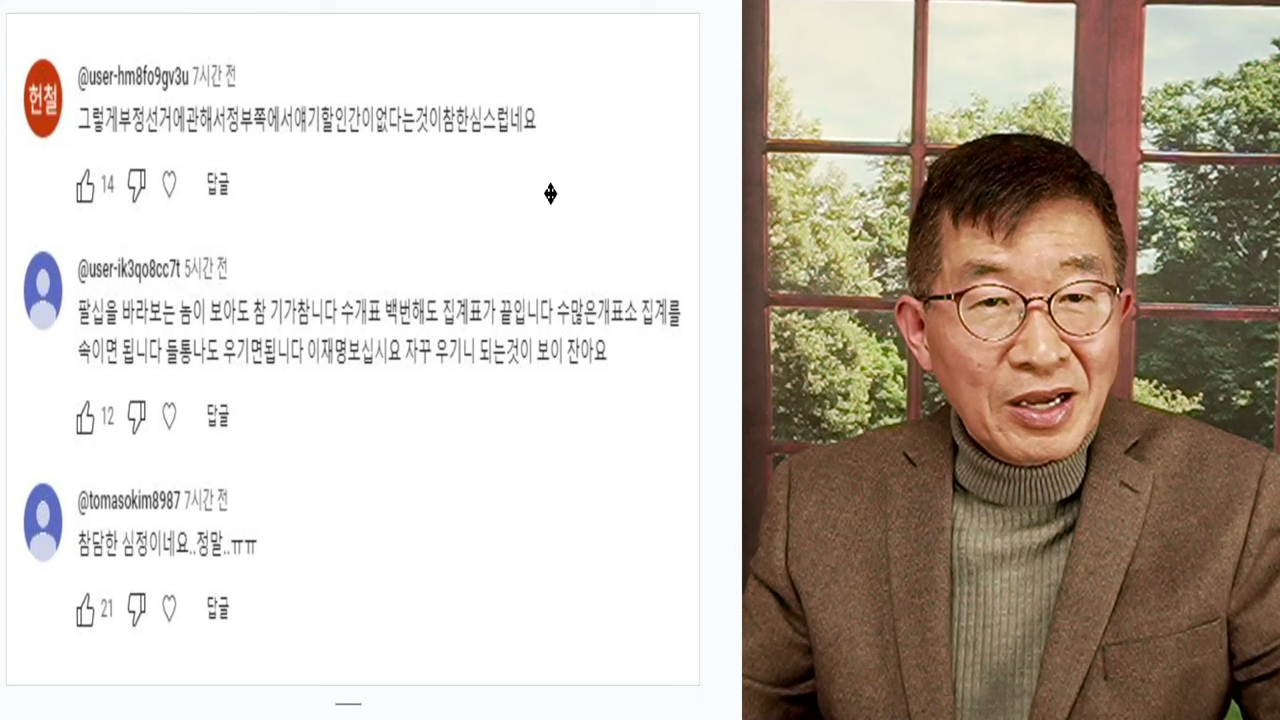 헌철
@user-hm8fo9gv3u 7시간 전
그렇게부정선거에관해서정부쪽에서얘기할인간이없다는것이참한심스럽네요
14 답글
@user-ik3qo8cc7t 5시간 전
팔십을 바라보는 놈이 보아도 참 기가참니다 수개표 백번해도 집계표가 끝입니다 수많은개표소 집계를
속이면 됩니다 들통나도 우기면됩니다 이재명보십시요 자꾸 우기니 되는것이 보이 잔아요
12 답글
@tomasokim8987 7시간 전
참담한 심정이네요..정말..ㅠㅠ
21 답글